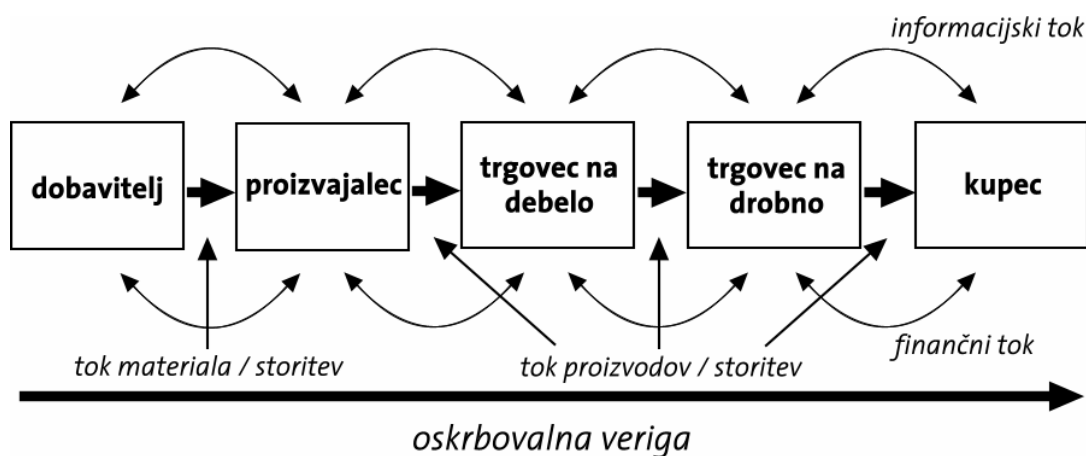 informacijski tok
dobavitelj
proizvajalec
trgovec na
debelo
trgovec na
drobno
kupec
tok materiala / storitev
tok proizvodov / storitev
finančni tok
oskrbovalna veriga